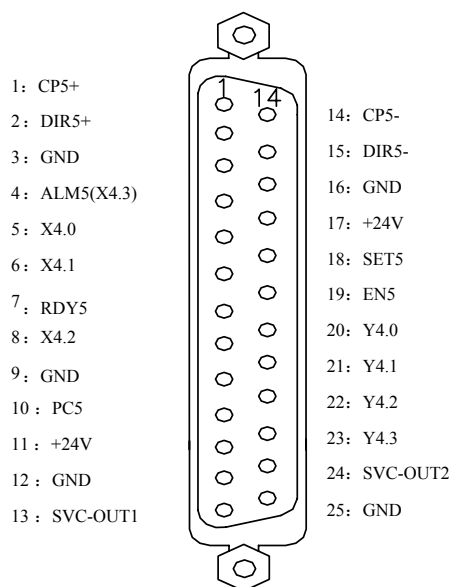 1: CP5+
2: DIR5+
3: GND
4: ALM5(X4.3)
5: X4.0
6: X4.1
7: RDY5
8: X4.2
9: GND
10: PC5
11: +24V
12: GND
13: SVC-OUT1
1
14
14: CP5-
15: DIR5-
16: GND
17: +24V
18: SET5
19: EN5
20: Y4.0
21: Y4.1
22: Y4.2
23: Y4.3
24: SVC-OUT2
25: GND